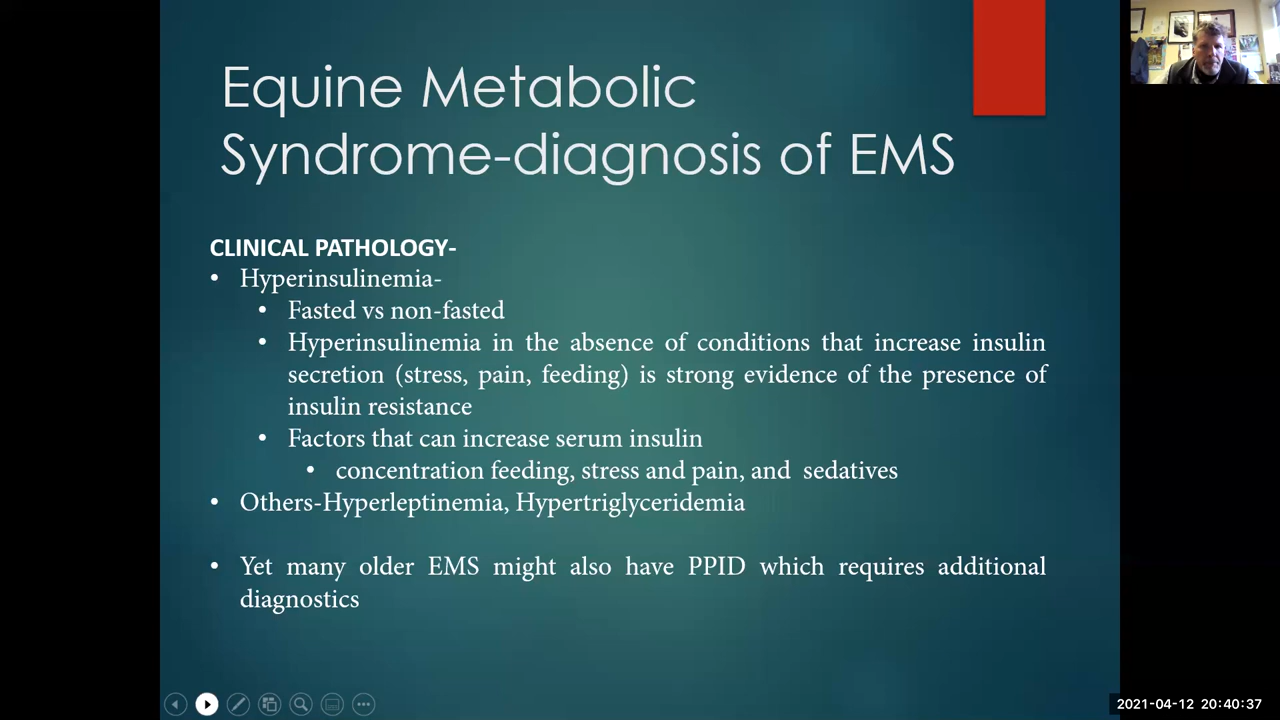 Equine Metabolic
Syndrome-diagnosis of EMS
CLINICAL PATHOLOGY-
• Hyperinsulinemia-
• Fasted vs non-fasted
• Hyperinsulinemia in the absence of conditions that increase insulin
secretion (stress, pain, feeding) is strong evidence of the presence of
insulin resistance
• Factors that can increase serum insulin
• concentration feeding, stress and pain, and sedatives
• Others-Hyperleptinemia, Hypertriglyceridemia
• Yet many older EMS might also have PPID which requires additional
diagnostics
2021-04-12 20:40:37